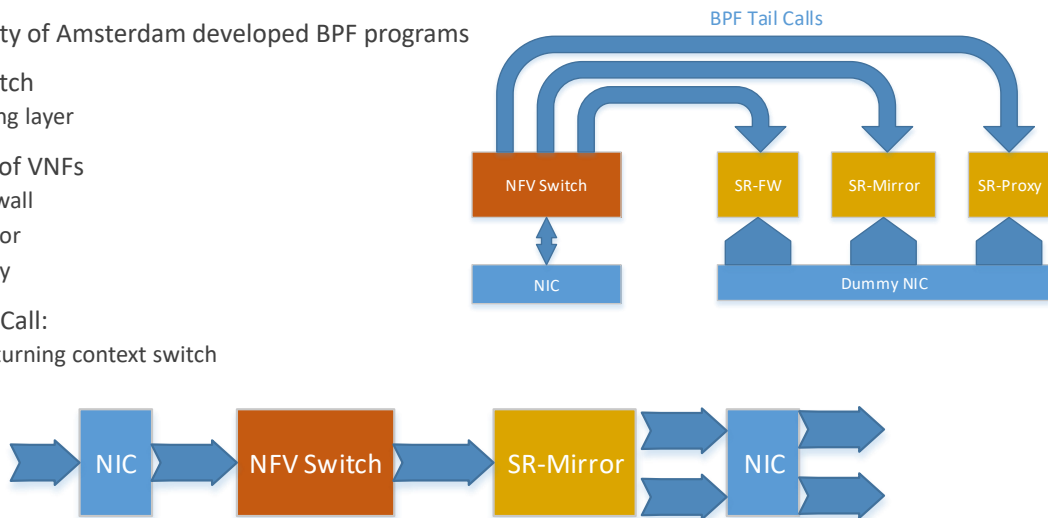 ty of Amsterdam developed BPF programs
tch
ng layer
of VNFs
wall
or
y
Call:
turning context switch
BPF Tail Calls
NFV Switch
SR-FW
SR-Mirror
SR-Proxy
NIC
Dummy NIC
NIC
NFV Switch
SR-Mirror
NIC